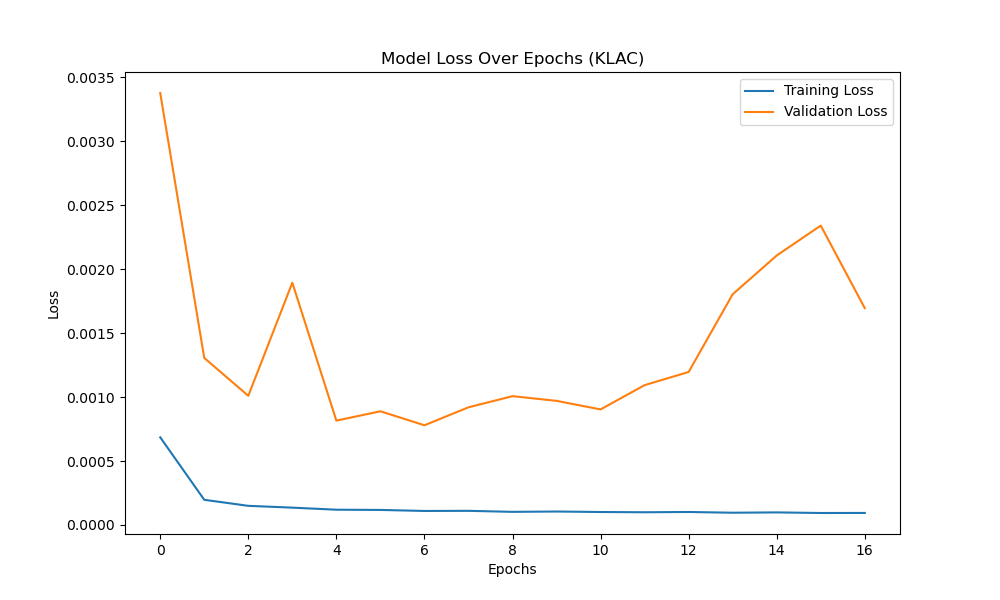 Model Loss Over Epochs (KLAC)
Training Loss
Validation Loss
0.0035
0.0030
0.0025
0.0020
0.0015
0.0010
0.0005
0.0000
Loss
0 2 4 6 8 10 12 14 16
Epochs